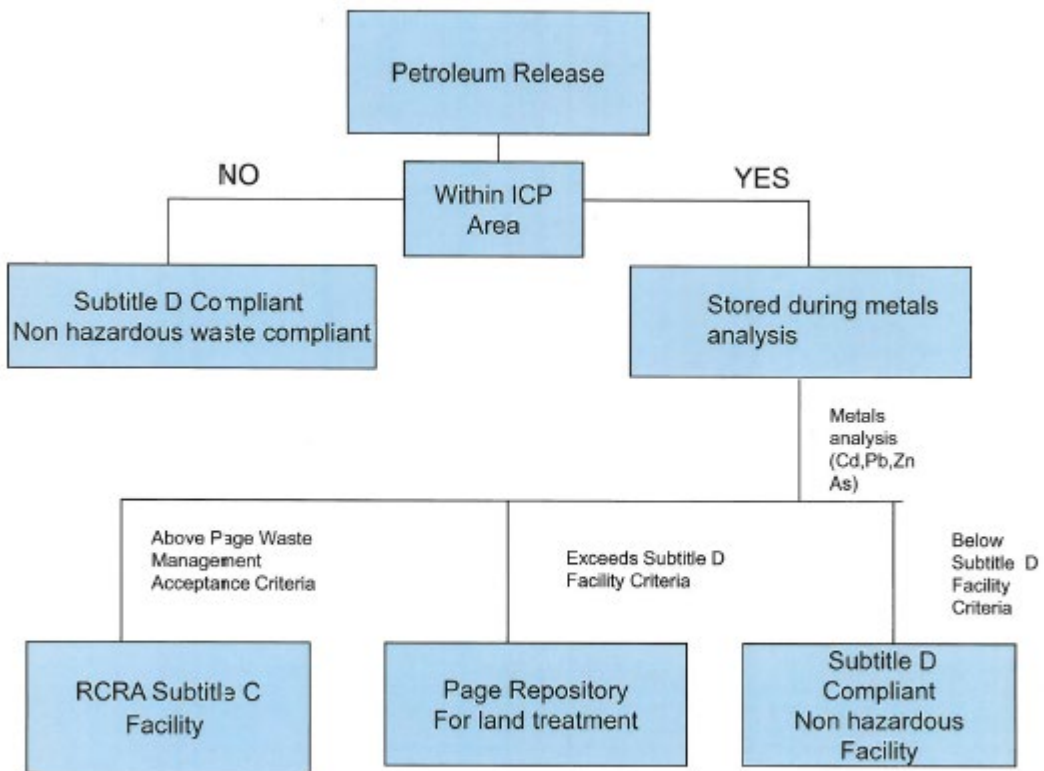 Petroleum Release
NO
YES
Within ICP
Area
Subtitle D Compliant
Non hazardous waste compliant
Stored during metals
analysis
Metals
analysis
(Cd,Pb,Zn
As)
Above Page Waste
Management
Acceptance Criteria
Exceeds Subtitle D
Facility Criteria
Below
Subtitle D
Facility
Criteria
RCRA Subtitle C
Facility
Page Repository
For land treatment
Subtitle D
Compliant
Non hazardous
Facility